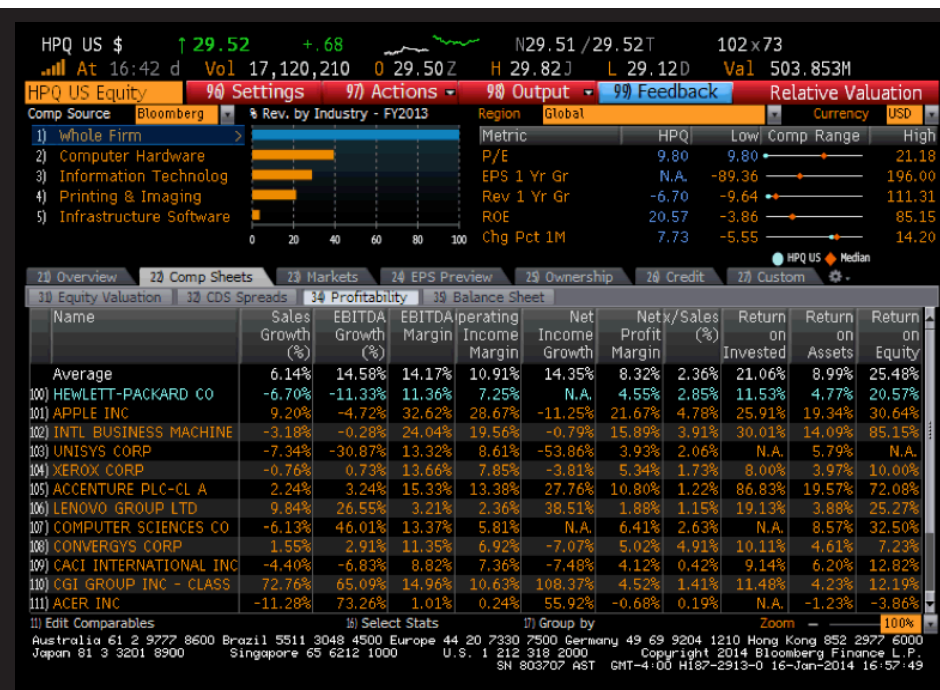 HPQ US $ ↑ 29.52 +.68 N29.51/29.52T 102×73
At 16:42 d Vol 17,120,210 O 29.50Z H 29.82J L 29.12D Val 503.853M
HPQ US Equity 96) Settings 97) Actions 98) Output 99) Feedback Relative Valuation
Comp Source Bloomberg % Rev. by Industry - FY2013 Region Global Currency USD
1) Whole Firm > Metric HPQ Low Comp Range High
2) Computer Hardware P/E 9.80 9.80 21.18
3) Information Technolog EPS 1 Yr Gr N.A. -89.36 196.00
4) Printing & Imaging Rev 1 Yr Gr -6.70 -9.64 111.31
5) Infrastructure Software ROE 20.57 -3.86 85.15
0 20 40 60 80 100 Chg Pct 1M 7.73 -5.55 14.20
HPQ US Median
21) Overview 22) Comp Sheets 23) Markets 24) EPS Preview 25) Ownership 26) Credit 27) Custom
31) Equity Valuation 32) CDS Spreads 34) Profitability 35) Balance Sheet
Name Sales EBITDA EBITDA perating Net Net x/Sales Return Return Return
Growth Growth Margin Income Income Profit (%) on on on
(%) (%) Margin Growth Margin Invested Assets Equity
Average 6.14% 14.58% 14.17% 10.91% 14.35% 8.32% 2.36% 21.06% 8.99% 25.48%
100) HEWLETT-PACKARD CO -6.70% -11.33% 11.36% 7.25% N.A. 4.55% 2.85% 11.53% 4.77% 20.57%
101) APPLE INC 9.20% -4.72% 32.62% 28.67% -11.25% 21.67% 4.78% 25.91% 19.34% 30.64%
102) INTL BUSINESS MACHINE -3.18% -0.28% 24.04% 19.56% -0.79% 15.89% 3.91% 30.01% 14.09% 85.15%
103) UNISYS CORP -7.34% -30.87% 13.32% 8.61% -53.86% 3.93% 2.06% N.A. 5.79% N.A.
104) XEROX CORP -0.76% 0.73% 13.66% 7.85% -3.81% 5.34% 1.73% 8.00% 3.97% 10.00%
105) ACCENTURE PLC-CL A 2.24% 3.24% 15.33% 13.38% 27.76% 10.80% 1.22% 86.83% 19.57% 72.08%
106) LENOVO GROUP LTD 9.84% 26.55% 3.21% 2.36% 38.51% 1.88% 1.15% 19.13% 3.88% 25.27%
107) COMPUTER SCIENCES CO -6.13% 46.01% 13.37% 5.81% N.A. 6.41% 2.63% N.A. 8.57% 32.50%
108) CONVERGYS CORP 1.55% 2.91% 11.35% 6.92% -7.07% 5.02% 4.91% 10.11% 4.61% 7.23%
109) CACI INTERNATIONAL INC -4.40% -6.83% 8.82% 7.36% -7.48% 4.12% 0.42% 9.14% 6.20% 12.82%
110) CGI GROUP INC - CLASS 72.76% 65.09% 14.96% 10.63% 108.37% 4.52% 1.41% 11.48% 4.23% 12.19%
111) ACER INC -11.28% 73.26% 1.01% 0.24% 55.92% -0.68% 0.19% N.A. -1.23% -3.86%
11) Edit Comparables 16) Select Stats 17) Group by Zoom 100%
Australia 61 2 9777 8600 Brazil 5511 3048 4500 Europe 44 20 7330 7500 Germany 49 69 9204 1210 Hong Kong 852 2977 6000
Japan 81 3 3201 8900 Singapore 65 6212 1000 U.S. 1 212 318 2000 Copyright 2014 Bloomberg Finance L.P.
SN 803707 AST GMT-4:00 H187-2913-0 16-Jan-2014 16:57:49